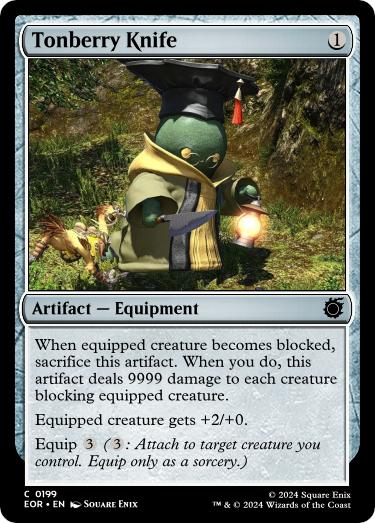 Tonberry Knife 1
Artifact — Equipment
When equipped creature becomes blocked,
sacrifice this artifact. When you do, this
artifact deals 9999 damage to each creature
blocking equipped creature.
Equipped creature gets +2/+0.
Equip 3 (3: Attach to target creature you
control. Equip only as a sorcery.)
C 0199
EOR • EN Square Enix
© 2024 Square Enix
™ & © 2024 Wizards of the Coast